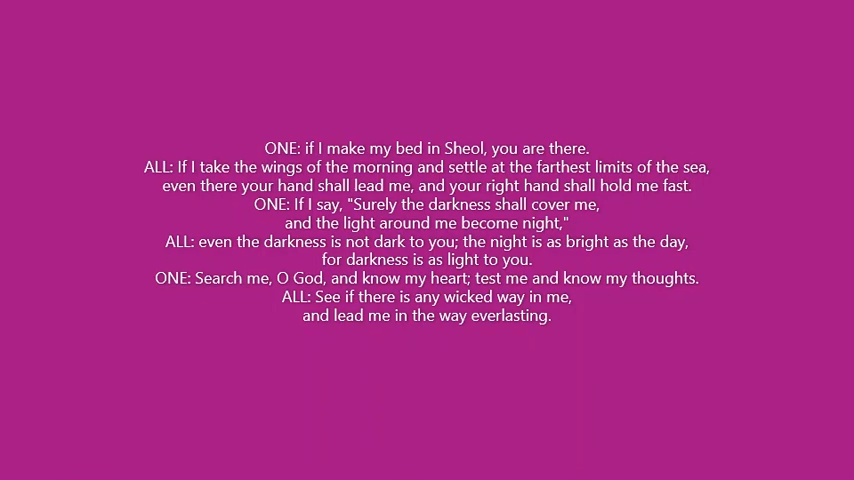 ONE: if I make my bed in Sheol, you are there.
ALL: If I take the wings of the morning and settle at the farthest limits of the sea,
even there your hand shall lead me, and your right hand shall hold me fast.
ONE: If I say, "Surely the darkness shall cover me,
and the light around me become night,"
ALL: even the darkness is not dark to you; the night is as bright as the day,
for darkness is as light to you.
ONE: Search me, O God, and know my heart; test me and know my thoughts.
ALL: See if there is any wicked way in me,
and lead me in the way everlasting.